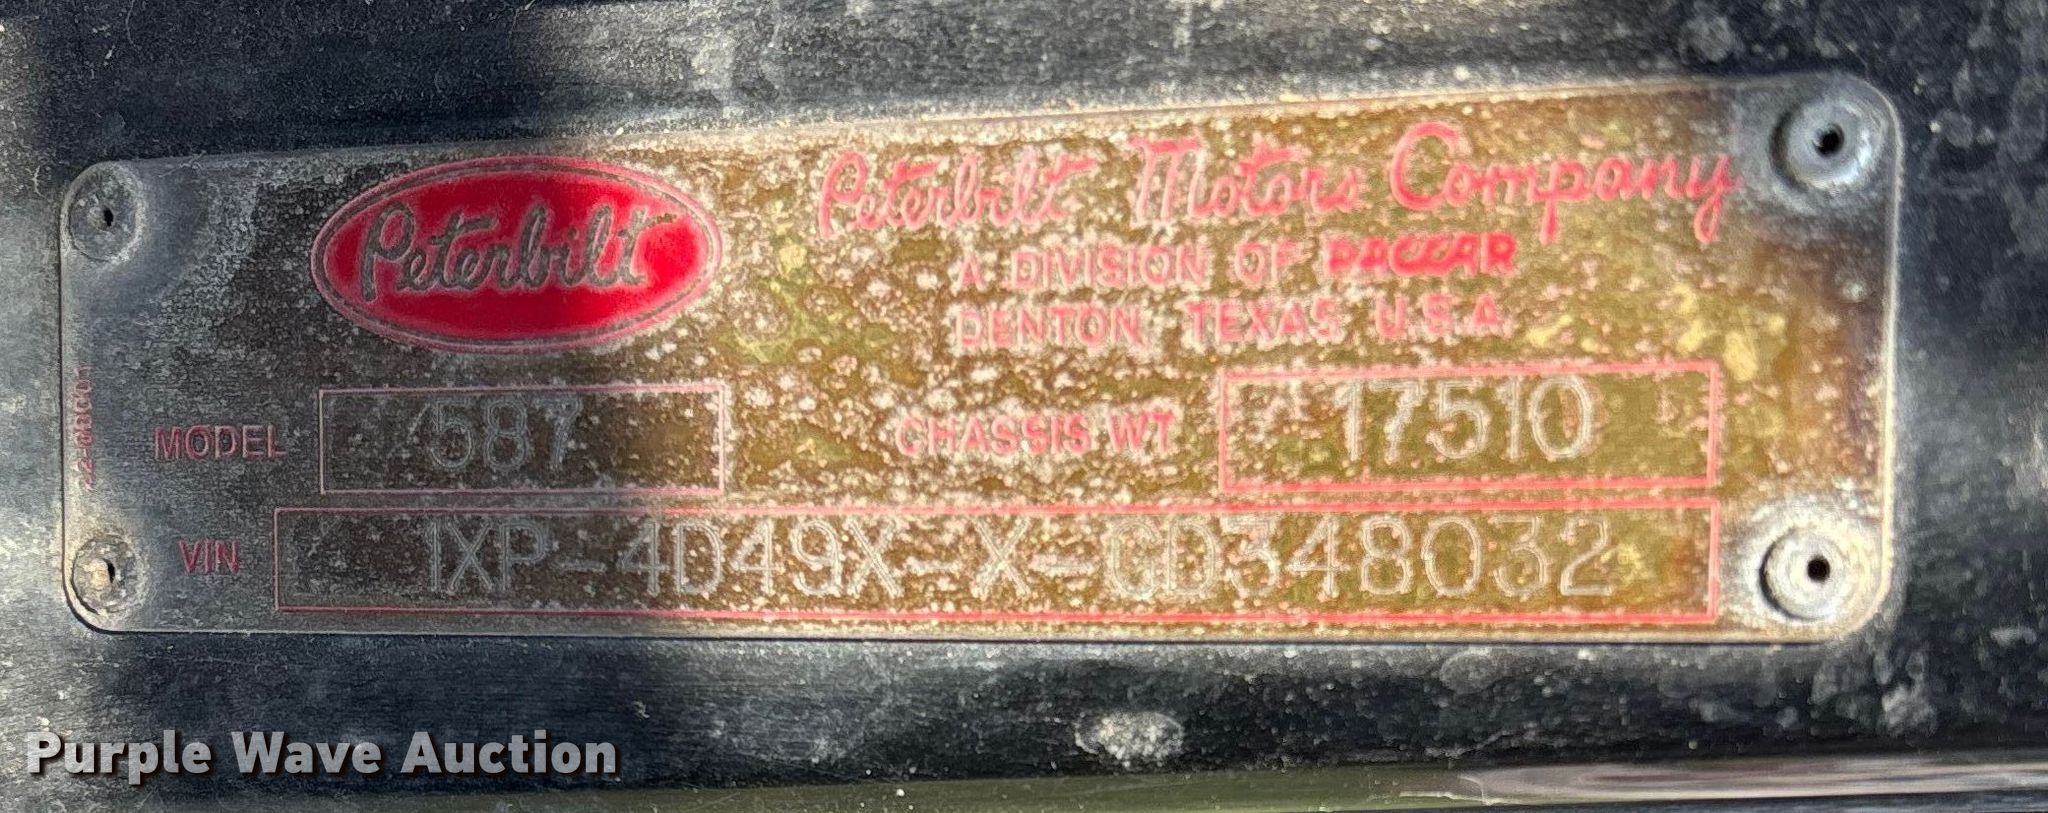 Peterbilt
Peterbilt Motors Company
A DIVISION OF PACCAR
DENTON, TEXAS U.S.A.
MODEL 587 CHASSIS WT 17510
VIN 1XP-4D49X-X-CD348032
Purple Wave Auction